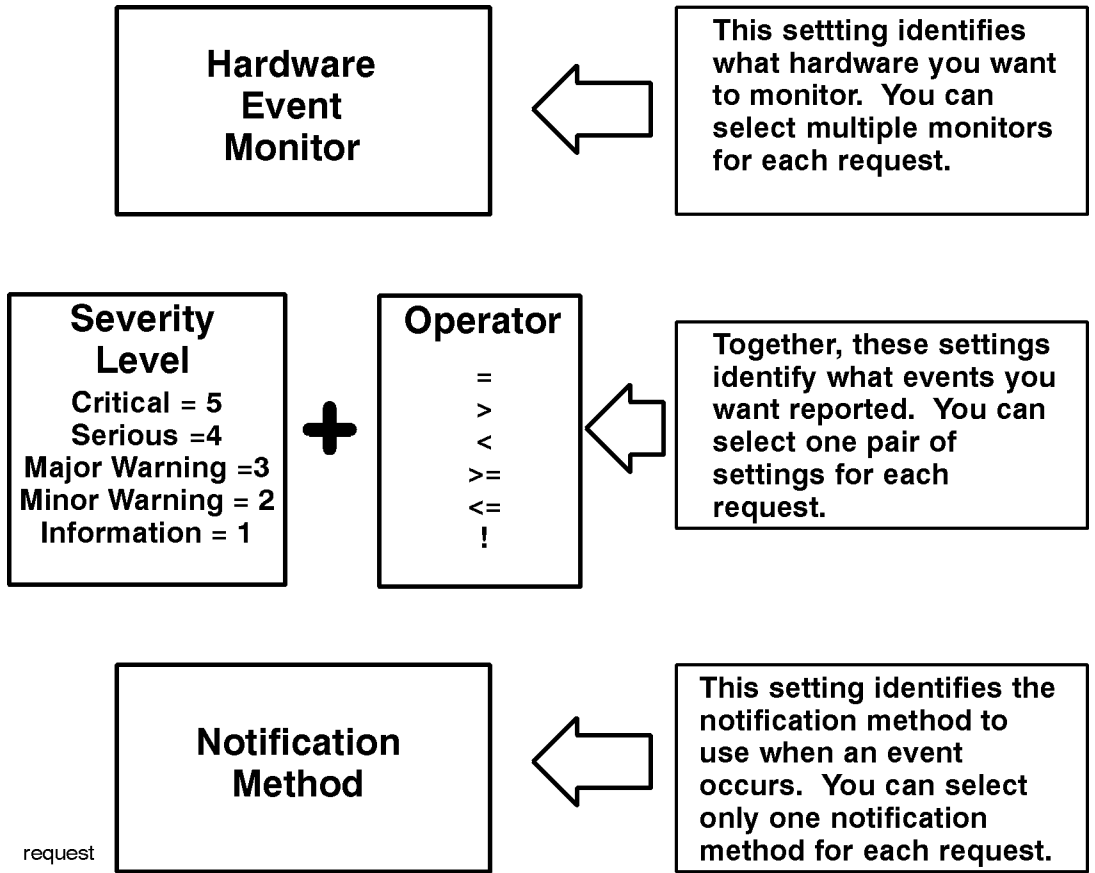 Hardware
Event
Monitor
This settting identifies
what hardware you want
to monitor.  You can
select multiple monitors
for each request.
Severity
Level
Critical = 5
Serious =4
Major Warning =3
Minor Warning = 2
Information = 1
+
Operator
=
>
<
>=
<=
!
Together, these settings
identify what events you
want reported.  You can
select one pair of
settings for each
request.
Notification
Method
This setting identifies the
notification method to
use when an event
occurs.  You can select
only one notification
method for each request.
request